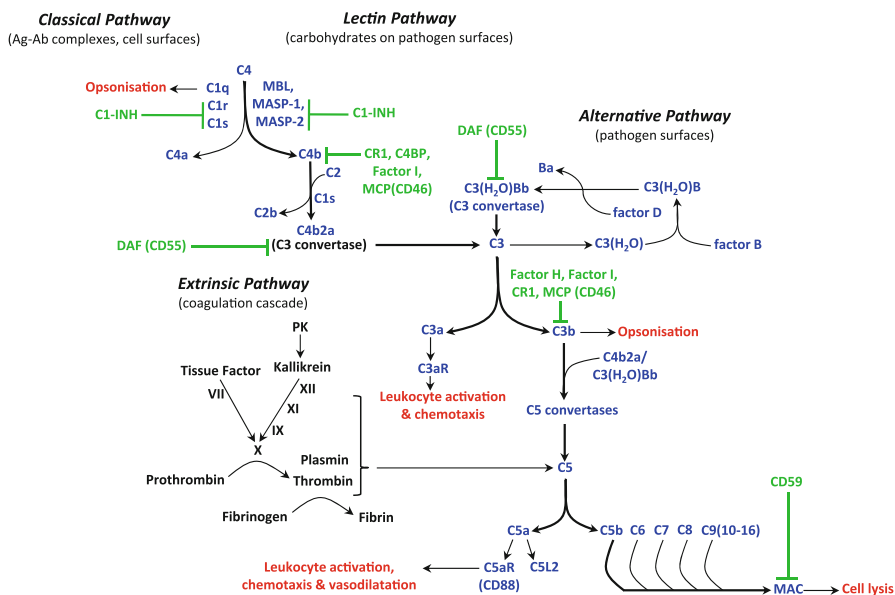 Classical Pathway
(Ag-Ab complexes, cell surfaces)
Lectin Pathway
(carbohydrates on pathogen surfaces)
C4
Opsonisation
C1q
C1r
C1s
C1-INH
MBL,
MASP-1,
MASP-2
C1-INH
Alternative Pathway
(pathogen surfaces)
DAF (CD55)
C4a
C4b
CR1, C4BP,
Factor I,
MCP(CD46)
C2
C1s
C2b
C4b2a
(C3 convertase)
DAF (CD55)
Ba
C3(H₂O)Bb
(C3 convertase)
C3(H₂O)B
factor D
C3
C3(H₂O)
factor B
Extrinsic Pathway
(coagulation cascade)
Factor H, Factor I,
CR1, MCP (CD46)
PK
C3a
C3b
Opsonisation
Tissue Factor
Kallikrein
C3aR
C4b2a/
C3(H₂O)Bb
VII
XII
XI
IX
X
Leukocyte activation
& chemotaxis
C5 convertases
Plasmin
Prothrombin
Thrombin
C5
CD59
Fibrinogen
Fibrin
C5a
C5b
C6
C7
C8
C9(10-16)
Leukocyte activation,
chemotaxis & vasodilatation
C5aR
(CD88)
C5L2
MAC
Cell lysis